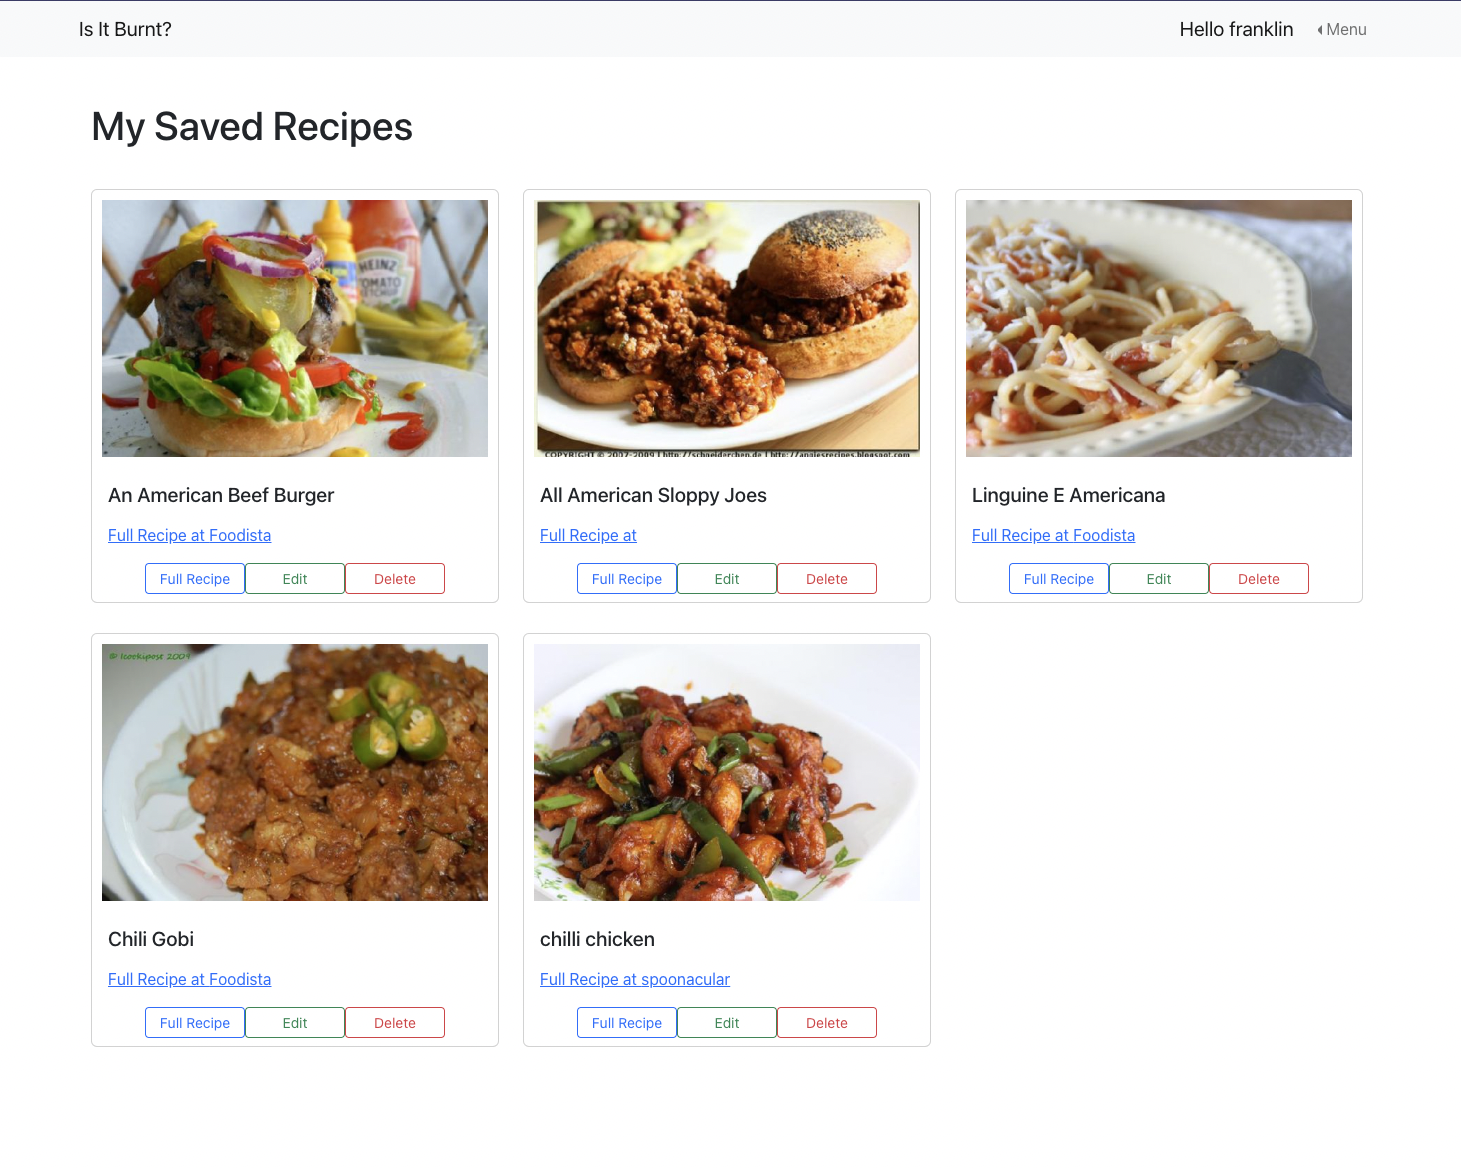 Is It Burnt?
Hello franklin
Menu
My Saved Recipes
HEINZ
TOMATO
KETCHUP
COPYRIGHT © 2007-2009 | http://schneiderchen.de | http://angiesrecipes.blogspot.com
An American Beef Burger
Full Recipe at Foodista
Full Recipe Edit Delete
All American Sloppy Joes
Full Recipe at
Full Recipe Edit Delete
Linguine E Americana
Full Recipe at Foodista
Full Recipe Edit Delete
© Icookipose 2009
Chili Gobi
Full Recipe at Foodista
Full Recipe Edit Delete
chilli chicken
Full Recipe at spoonacular
Full Recipe Edit Delete